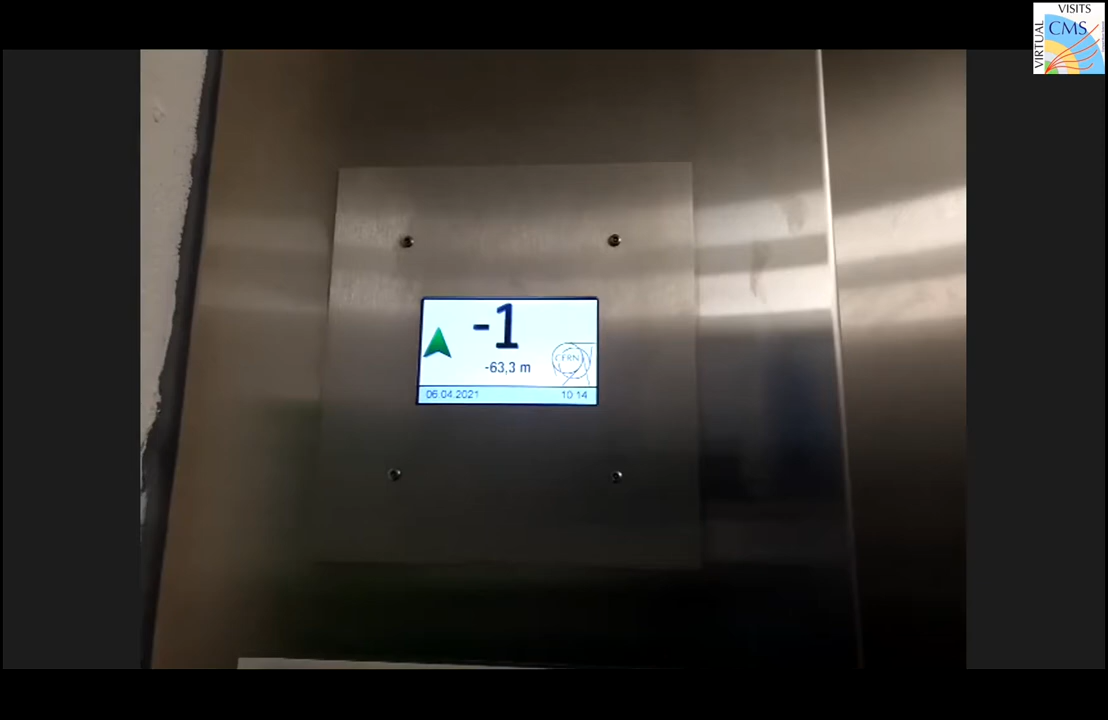 VISITS
VIRTUAL
CMS
-1
-63,3 m
CERN
06.04.2021 10 14